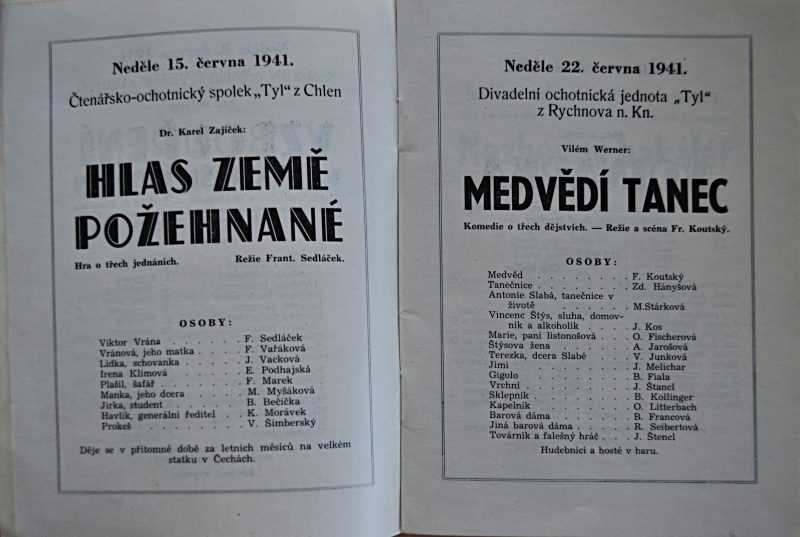 Neděle 15. června 1941.
Čtenářsko-ochotnický spolek „Tyl“ z Chlen
Dr. Karel Zajíček:
HLAS ZEMĚ
POŽEHNANÉ
Hra o třech jednáních. Režie Frant. Sedláček.
OSOBY:
Viktor Vrána . . . . . . F. Sedláček
Vránová, jeho matka . . . . F. Vařáková
Lidka, schovanka . . . . . J. Vacková
Irena Klimová . . . . . . E. Podhajská
Plašil, šafář . . . . . . F. Marek
Manka, jeho dcera . . . . M. Myšáková
Jirka, student . . . . . . B. Bečička
Havlík, generální ředitel . . K. Morávek
Prokeš . . . . . . . . V. Šimberský
Děje se v přítomné době za letních měsíců na velkém
statku v Čechách.
Neděle 22. června 1941.
Divadelní ochotnická jednota „Tyl“
z Rychnova n. Kn.
Vilém Werner:
MEDVĚDÍ TANEC
Komedie o třech dějstvích. — Režie a scéna Fr. Koutský.
OSOBY:
Medvěd . . . . . . . F. Koutský
Tanečnice . . . . . . . Zd. Hányšová
Antonie Slabá, tanečnice v
životě . . . . . . M.Stárková
Vincenc Štýs, sluha, domov-
ník a alkoholik . . . . J. Kos
Marie, paní listonošová . . . O. Fischerová
Štýsova žena . . . . . . A. Jarošová
Terezka, dcera Slabé . . . V. Junková
Jimi . . . . . . . . J. Melichar
Gigolo . . . . . . . . B. Fiala
Vrchní . . . . . . . . J. Štancl
Sklepník . . . . . . . B. Kollinger
Kapelník . . . . . . . O. Litterbach
Barová dáma . . . . . . B. Francová
Jiná barová dáma . . . . . R. Seibertová
Továrník a falešný hráč . . . J. Štencl
Hudebníci a hosté v baru.